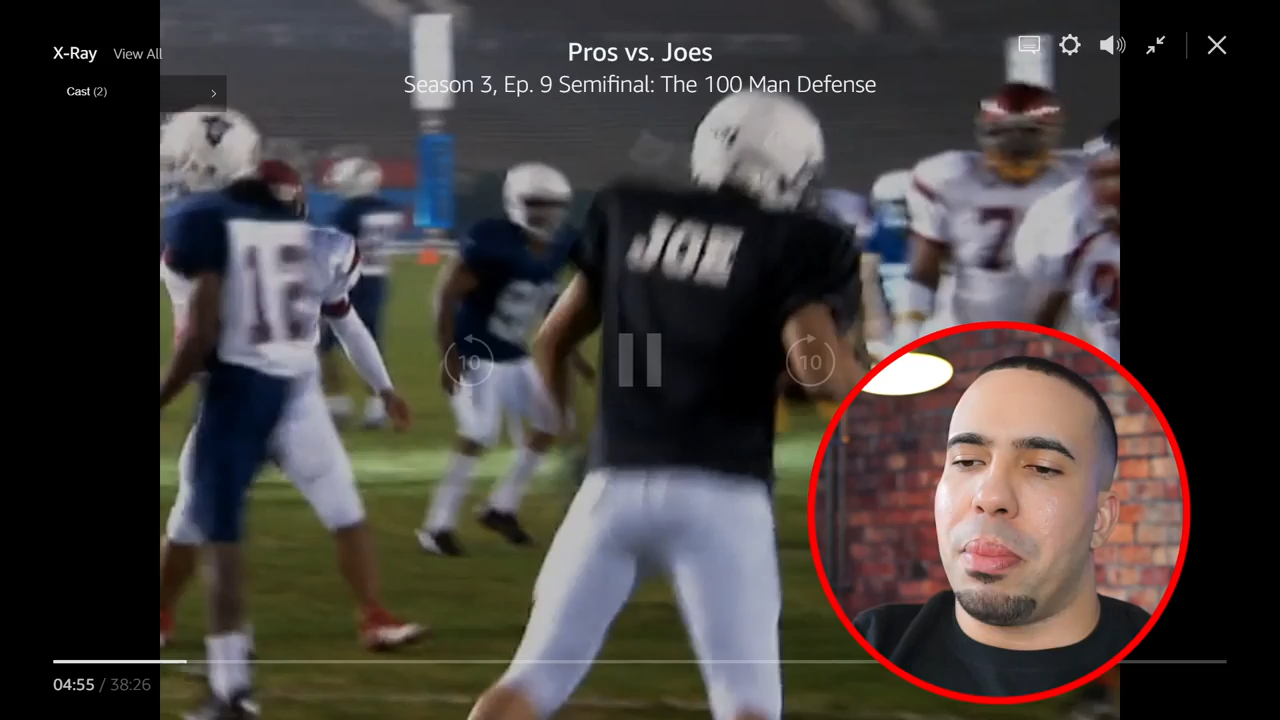 X-Ray View All
Cast (2)
Pros vs. Joes
Season 3, Ep. 9 Semifinal: The 100 Man Defense
JOE
7
10
10
04:55 / 38:26